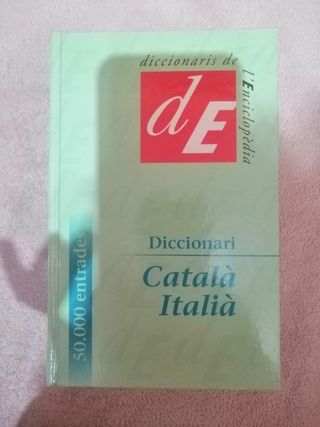 diccionaris de
l'Enciclopèdia
dE
Diccionari
Català
Italià
50.000 entrades